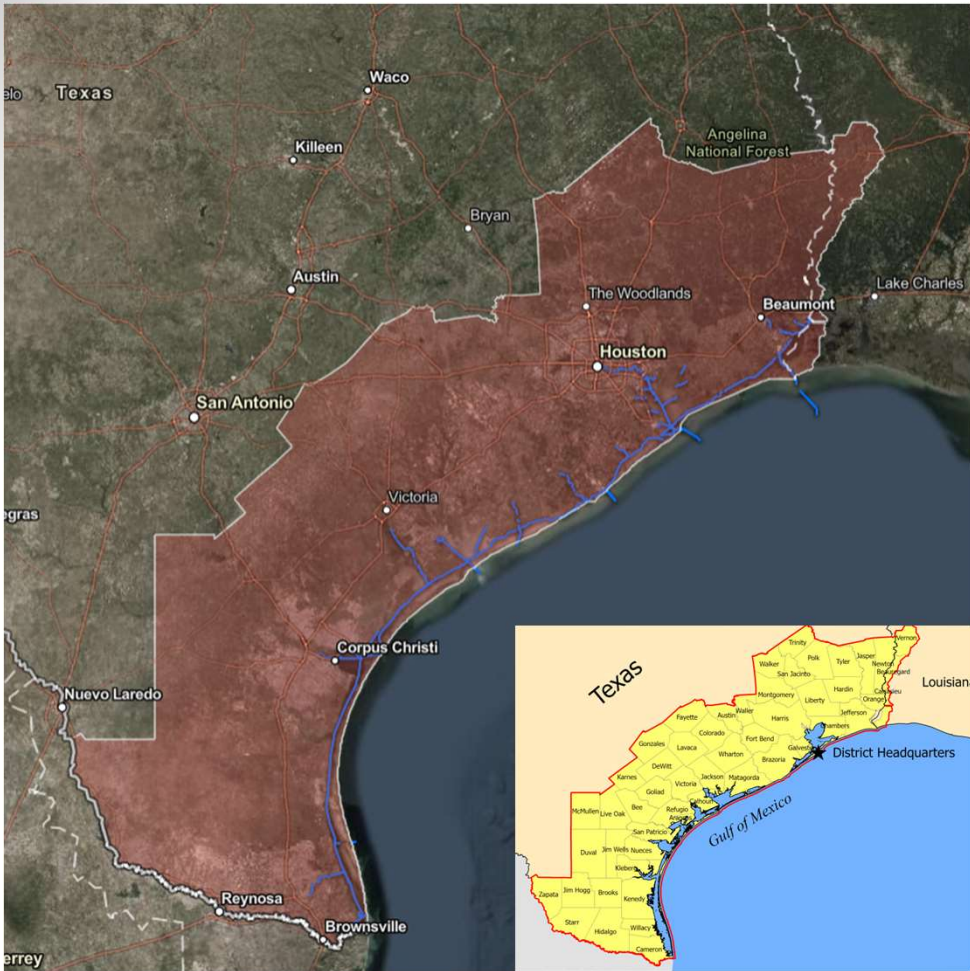 Waco
elo
Texas
Angelina
National Forest
Killeen
Bryan
Austin
Lake Charles
The Woodlands
Beaumont
Houston
San Antonio
Victoria
egras
Corpus Christi
Nuevo Laredo
Reynosa
Brownsville
errey
Texas
Louisiana
Vernon
Trinity
Polk
Tyler
Jasper
Newton
Walker
San Jacinto
Beauregard
Montgomery
Liberty
Hardin
Orange
Waller
Austin
Harris
Jefferson
Chambers
Fayette
Colorado
Fort Bend
Galvest
District Headquarters
Gonzales
Lavaca
Wharton
Brazoria
DeWitt
Karnes
Victoria
Jackson
Matagorda
Goliad
Calhoun
McMullen
Live Oak
Bee
Refugio
Gulf of Mexico
San Patricio
Duval
Jim Wells
Nueces
Kleberg
Zapata
Jim Hogg
Brooks
Kenedy
Starr
Hidalgo
Willacy
Cameron